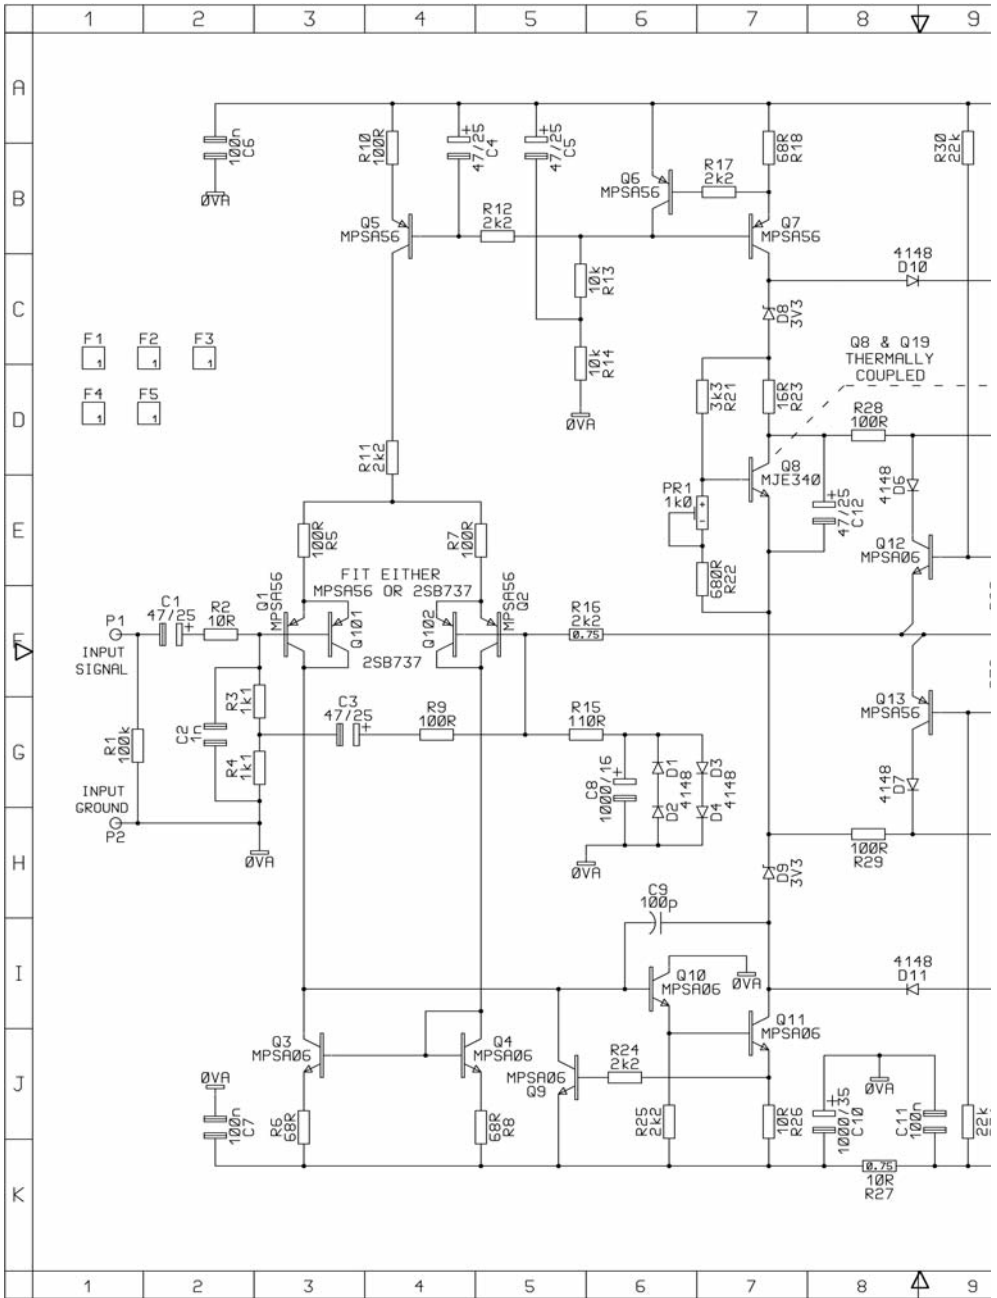 1 2 3 4 5 6 7 8 9
A
B
C
D
E
F
G
H
I
J
K
100n
C6
0VA
R10
100R
47/25
C4
47/25
C5
68R
R18
R30
22k
Q6
MPSA56
R17
2k2
Q5
MPSA56
R12
2k2
Q7
MPSA56
4148
D10
10k
R13
D8
3V3
F1
1
F2
1
F3
1
F4
1
F5
1
10k
R14
0VA
Q8 & Q19
THERMALLY
COUPLED
3k3
R21
16R
R23
R28
100R
R11
2k2
Q8
MJE340
4148
D6
PR1
1k0
47/25
C12
100R
R5
R7
100R
Q12
MPSA06
680R
R22
FIT EITHER
MPSA56 OR 2SB737
Q1
MPSA56
Q101
Q102
MPSA56
Q2
2SB737
P1
C1
47/25
R2
10R
R16
2k2
0.75
INPUT
SIGNAL
R3
1k1
C3
47/25
R9
100R
R15
110R
Q13
MPSA56
R1
100k
C2
1n
R4
1k1
C8
1000/16
D1
D2
4148
D3
D4
4148
4148
D7
INPUT
GROUND
P2
0VA
0VA
100R
R29
D9
3V3
C9
100p
Q10
MPSA06
0VA
4148
D11
Q11
MPSA06
Q3
MPSA06
Q4
MPSA06
MPSA06
Q9
R24
2k2
0VA
0VA
100n
C7
R6
68R
68R
R8
R25
2k2
10R
R26
1000/35
C10
C11
100n
22k
0.75
10R
R27
1 2 3 4 5 6 7 8 9